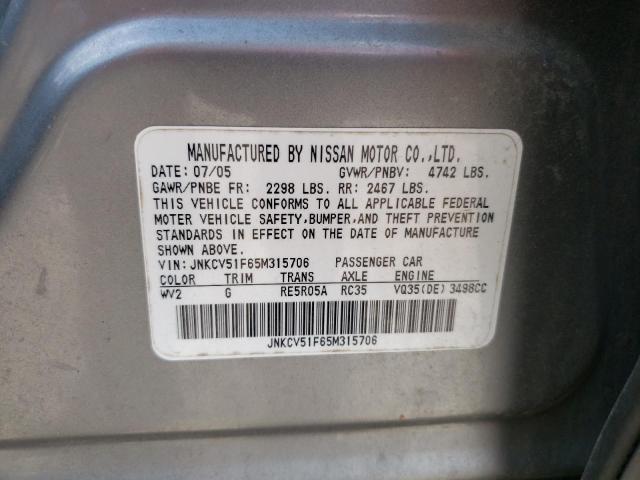 MANUFACTURED BY NISSAN MOTOR CO.,LTD.
DATE: 07/05 GVWR/PNBV: 4742 LBS.
GAWR/PNBE FR: 2298 LBS. RR: 2467 LBS.
THIS VEHICLE CONFORMS TO ALL APPLICABLE FEDERAL
MOTOR VEHICLE SAFETY, BUMPER, AND THEFT PREVENTION
STANDARDS IN EFFECT ON THE DATE OF MANUFACTURE
SHOWN ABOVE.
VIN: JNKCV51F65M315706 PASSENGER CAR
COLOR TRIM TRANS AXLE ENGINE
WV2 G RE5R05A RC35 VQ35(DE) 3498CC
JNKCV51F65M315706